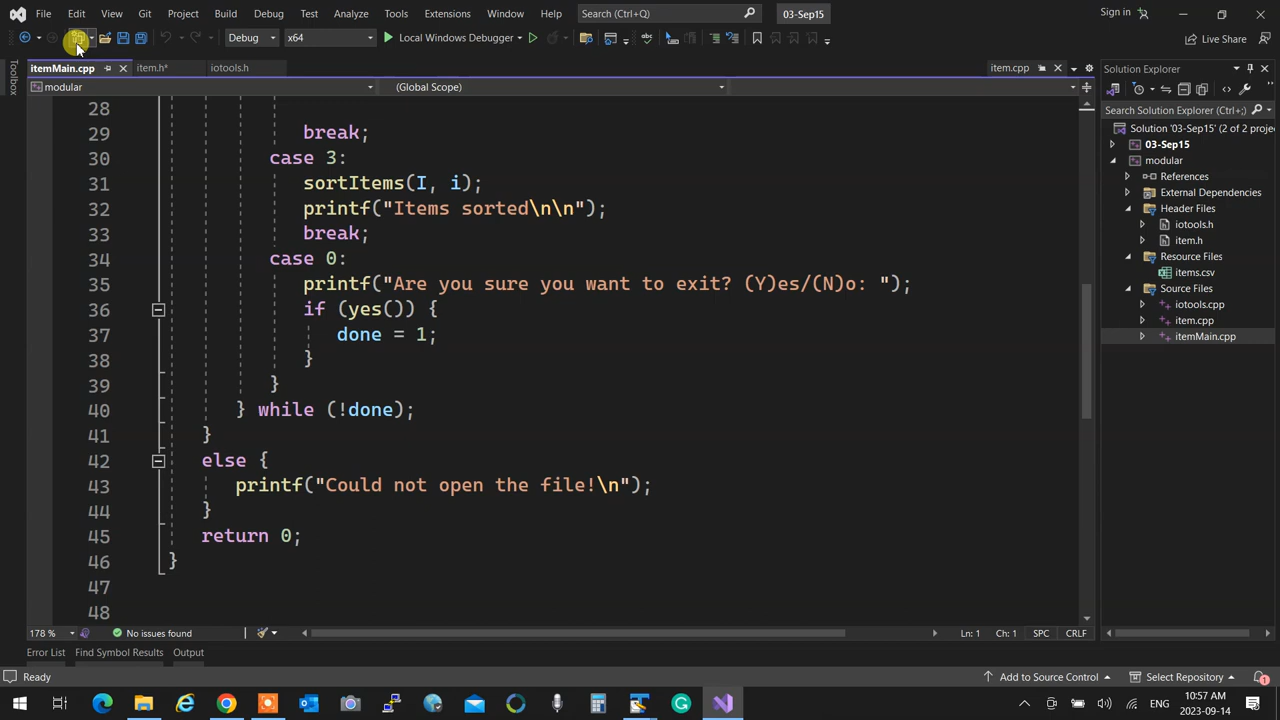 File Edit View Git Project Build Debug Test Analyze Tools Extensions Window Help Search (Ctrl+Q) 03-Sep15 Sign in
Debug x64 Local Windows Debugger Live Share
itemMain.cpp item.h* iotools.h item.cpp
modular (Global Scope)
28
29 break;
30 case 3:
31 sortItems(I, i);
32 printf("Items sorted\n\n");
33 break;
34 case 0:
35 printf("Are you sure you want to exit? (Y)es/(N)o: ");
36 if (yes()) {
37 done = 1;
38 }
39 }
40 } while (!done);
41 }
42 else {
43 printf("Could not open the file!\n");
44 }
45 return 0;
46 }
47
48
178 % No issues found Ln: 1 Ch: 1 SPC CRLF
Toolbox
Solution Explorer
Search Solution Explorer (Ctrl+;)
Solution '03-Sep15' (2 of 2 proje
03-Sep15
modular
References
External Dependencies
Header Files
iotools.h
item.h
Resource Files
items.csv
Source Files
iotools.cpp
item.cpp
itemMain.cpp
Error List Find Symbol Results Output
Ready Add to Source Control Select Repository 1
ENG 10:57 AM
2023-09-14